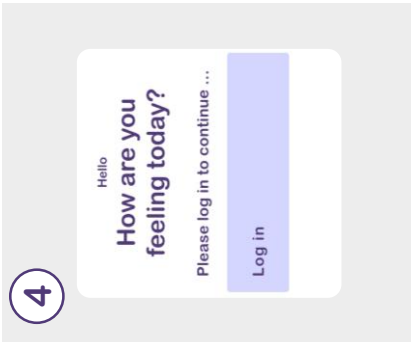 4
Hello
How are you
feeling today?
Please log in to continue ...
Log in